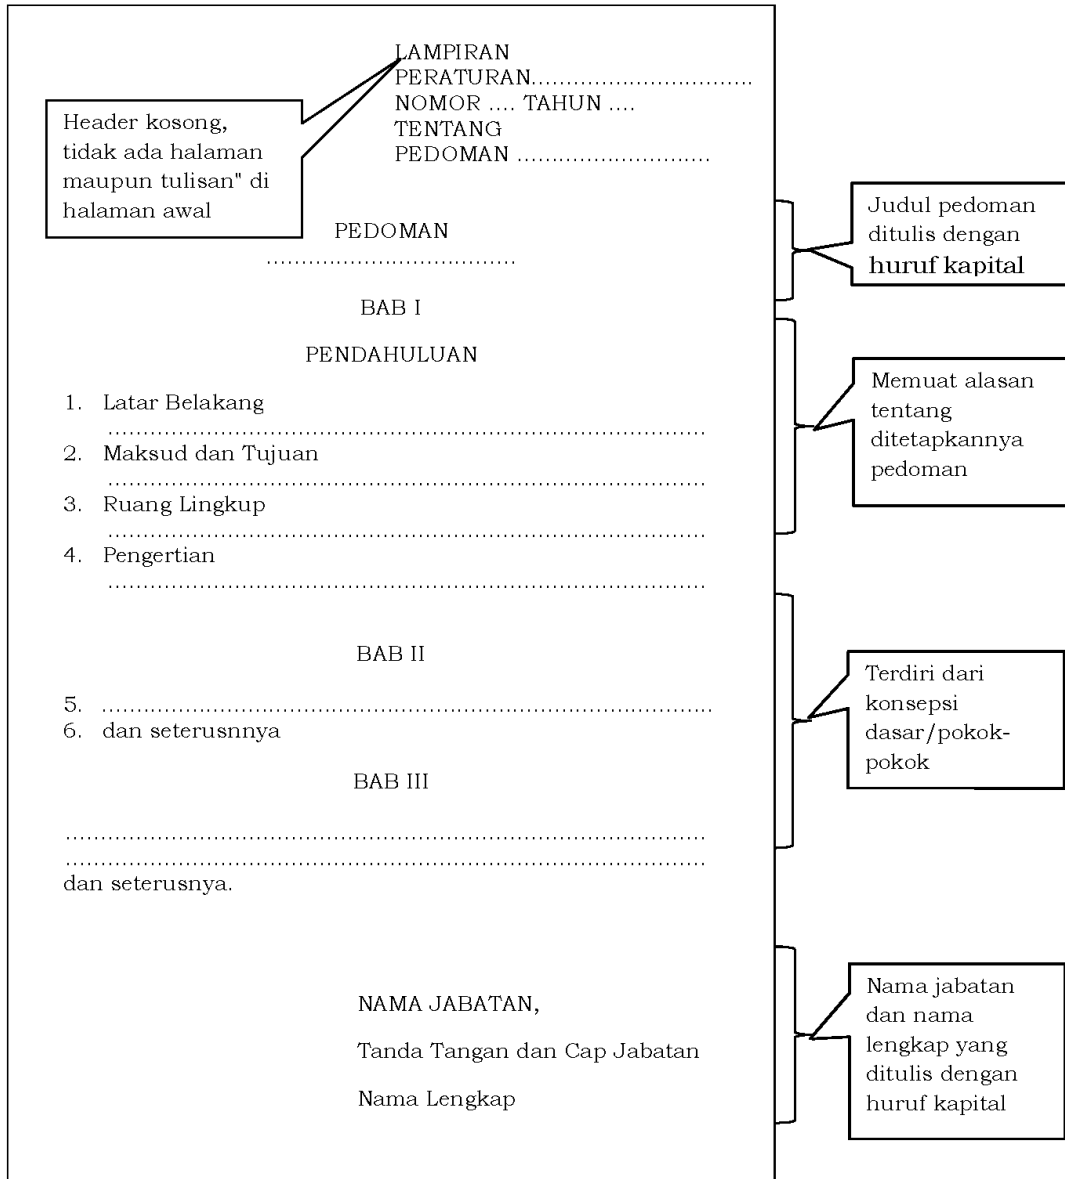 LAMPIRAN
PERATURAN................................
NOMOR .... TAHUN ....
TENTANG
PEDOMAN ............................
Header kosong,
tidak ada halaman
maupun tulisan" di
halaman awal
PEDOMAN
....................................
Judul pedoman
ditulis dengan
huruf kapital
BAB I
PENDAHULUAN
1. Latar Belakang
.......................................................................................
2. Maksud dan Tujuan
.......................................................................................
3. Ruang Lingkup
.......................................................................................
4. Pengertian
.......................................................................................
Memuat alasan
tentang
ditetapkannya
pedoman
BAB II
5. ........................................................................................
6. dan seterusnnya
BAB III
.............................................................................................
.............................................................................................
dan seterusnya.
Terdiri dari
konsepsi
dasar/pokok-
pokok
NAMA JABATAN,
Tanda Tangan dan Cap Jabatan
Nama Lengkap
Nama jabatan
dan nama
lengkap yang
ditulis dengan
huruf kapital